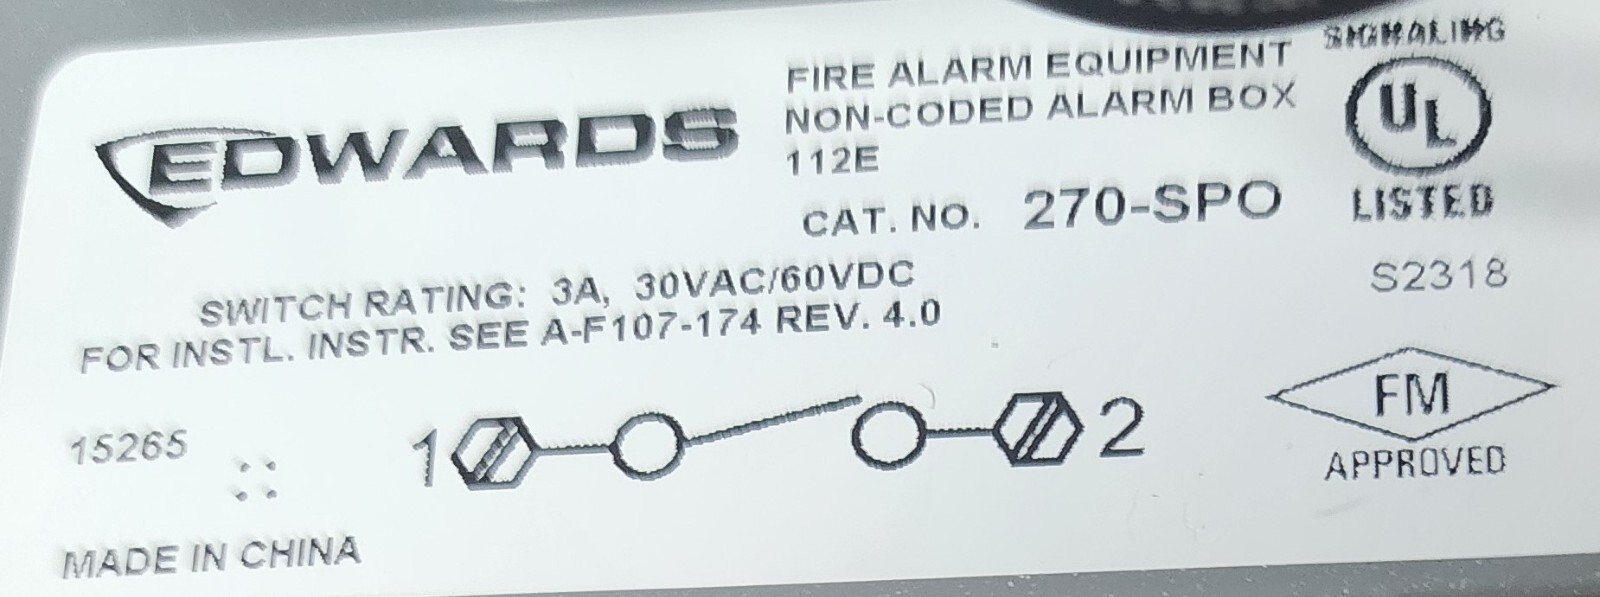 EDWARDS
FIRE ALARM EQUIPMENT
NON-CODED ALARM BOX
112E
CAT. NO. 270-SPO
SIGNALING
UL
LISTED
S2318
SWITCH RATING: 3A, 30VAC/60VDC
FOR INSTL. INSTR. SEE A-F107-174 REV. 4.0
15265
1 2
FM
APPROVED
MADE IN CHINA